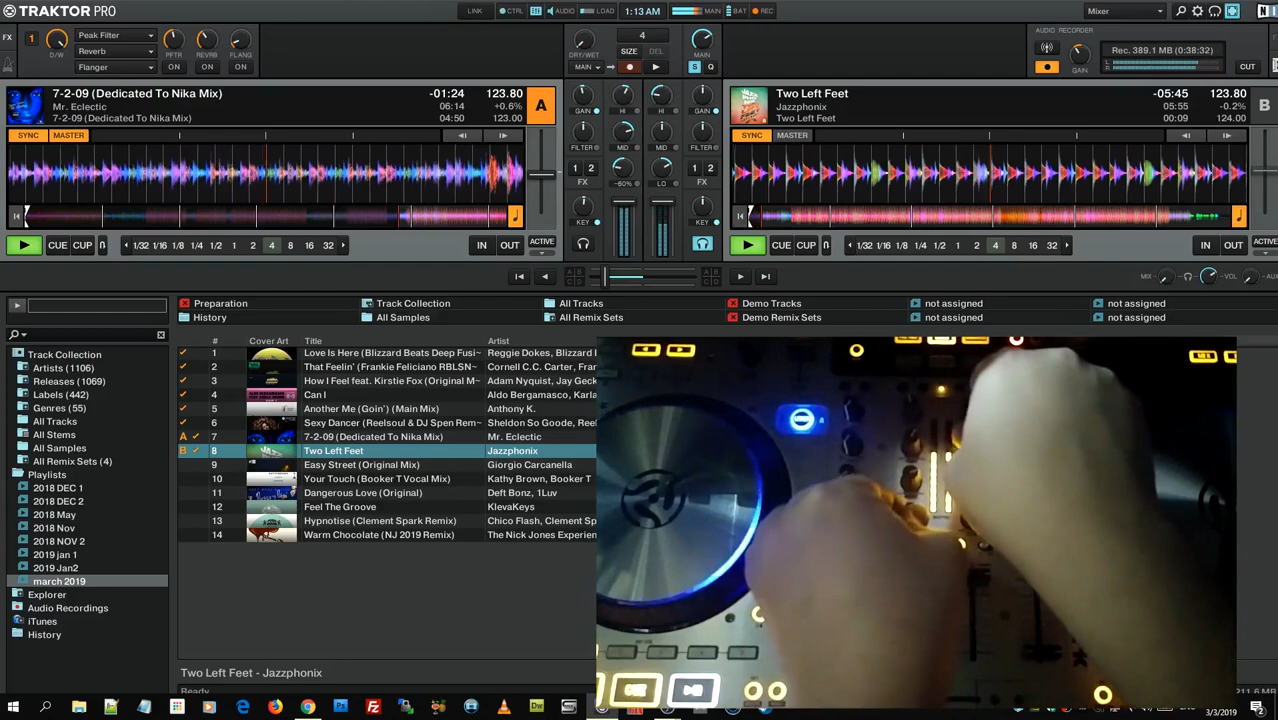 TRAKTOR PRO
LINK
CTRL
AUDIO
LOAD
1:13 AM
MAIN
BAT
REC
Mixer
FX
1
D/W
Peak Filter
Reverb
Flanger
PFTR
REVRB
FLANG
ON
ON
ON
DRY/WET
MAIN
4
SIZE
DEL
MAIN
S
Q
AUDIO RECORDER
GAIN
Rec. 389.1 MB (0:38:32)
L
R
CUT
7-2-09 (Dedicated To Nika Mix)
-01:24
123.80
Mr. Eclectic
06:14
+0.6%
7-2-09 (Dedicated To Nika Mix)
04:50
123.00
A
SYNC
MASTER
GAIN
HI
HI
GAIN
FILTER
MID
MID
FILTER
1 2
FX
-60%
LO
1 2
FX
KEY
KEY
Two Left Feet
-05:45
123.80
Jazzphonix
05:55
-0.2%
Two Left Feet
00:09
124.00
B
SYNC
MASTER
CUE
CUP
1/32 1/16 1/8 1/4 1/2 1 2 4 8 16 32
IN
OUT
ACTIVE
CUE
CUP
1/32 1/16 1/8 1/4 1/2 1 2 4 8 16 32
IN
OUT
ACTIVE
A B
C D
A B
C D
MIX
VOL
AUX
Preparation
Track Collection
All Tracks
Demo Tracks
not assigned
not assigned
History
All Samples
All Remix Sets
Demo Remix Sets
not assigned
not assigned
Track Collection
Artists (1106)
Releases (1069)
Labels (442)
Genres (55)
All Tracks
All Stems
All Samples
All Remix Sets (4)
Playlists
2018 DEC 1
2018 DEC 2
2018 May
2018 Nov
2018 NOV 2
2019 jan 1
2019 Jan2
march 2019
Explorer
Audio Recordings
iTunes
History
# Cover Art Title Artist
1 Love Is Here (Blizzard Beats Deep Fusi~ Reggie Dokes, Blizzard
2 That Feelin' (Frankie Feliciano RBLSN~ Cornell C.C. Carter, Fran
3 How I Feel feat. Kirstie Fox (Original M~ Adam Nyquist, Jay Geck
4 Can I Aldo Bergamasco, Karla
5 Another Me (Goin') (Main Mix) Anthony K.
6 Sexy Dancer (Reelsoul & DJ Spen Rem~ Sheldon So Goode, Reel
A 7 7-2-09 (Dedicated To Nika Mix) Mr. Eclectic
B 8 Two Left Feet Jazzphonix
9 Easy Street (Original Mix) Giorgio Carcanella
10 Your Touch (Booker T Vocal Mix) Kathy Brown, Booker T
11 Dangerous Love (Original) Deft Bonz, 1Luv
12 Feel The Groove KlevaKeys
13 Hypnotise (Clement Spark Remix) Chico Flash, Clement Sp
14 Warm Chocolate (NJ 2019 Remix) The Nick Jones Experien
Two Left Feet - Jazzphonix
Ready
Dw
3/3/2019